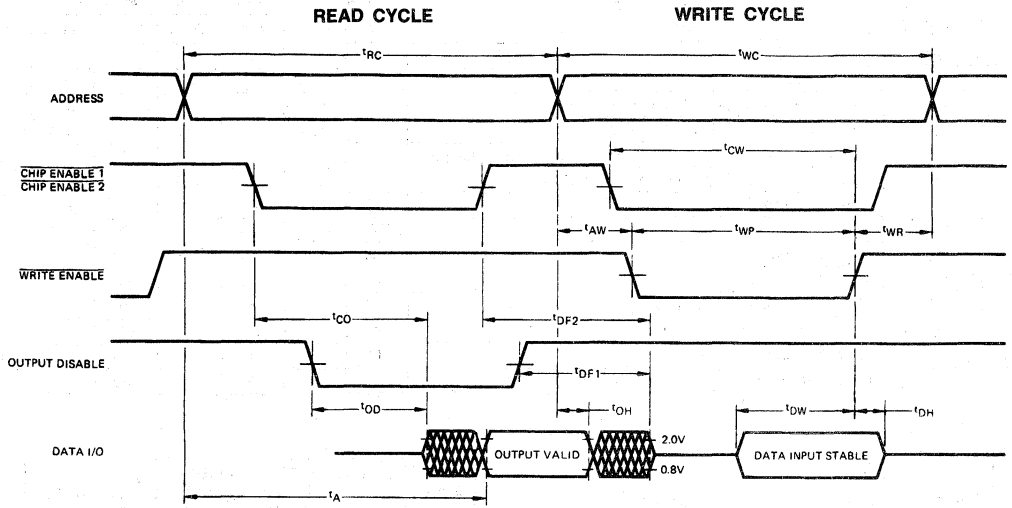 READ CYCLE WRITE CYCLE
tRC tWC
ADDRESS
tCW
CHIP ENABLE 1
CHIP ENABLE 2
tAW tWP tWR
WRITE ENABLE
tCO tDF2
OUTPUT DISABLE
tDF1
tOD tOH tDW tDH
2.0V
DATA I/O OUTPUT VALID DATA INPUT STABLE
0.8V
tA